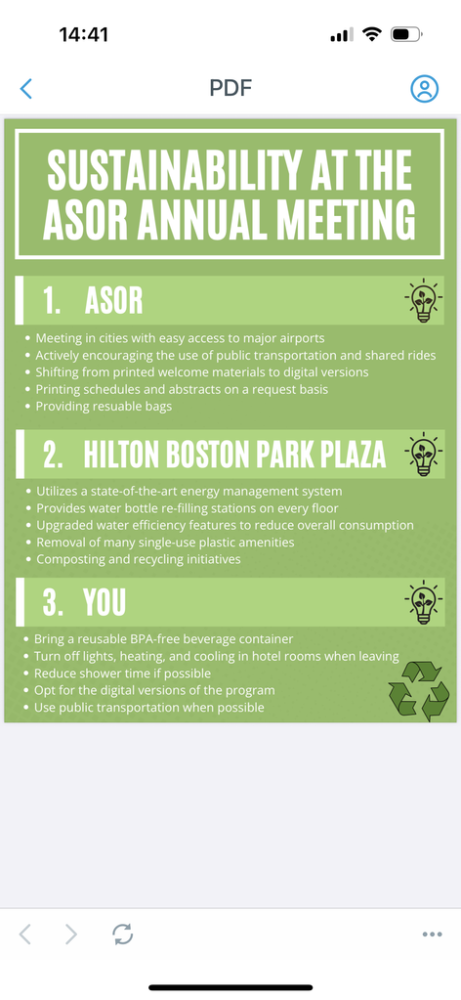 14:41
PDF
SUSTAINABILITY AT THE
ASOR ANNUAL MEETING
1. ASOR
• Meeting in cities with easy access to major airports
• Actively encouraging the use of public transportation and shared rides
• Shifting from printed welcome materials to digital versions
• Printing schedules and abstracts on a request basis
• Providing resuable bags
2. HILTON BOSTON PARK PLAZA
• Utilizes a state-of-the-art energy management system
• Provides water bottle re-filling stations on every floor
• Upgraded water efficiency features to reduce overall consumption
• Removal of many single-use plastic amenities
• Composting and recycling initiatives
3. YOU
• Bring a reusable BPA-free beverage container
• Turn off lights, heating, and cooling in hotel rooms when leaving
• Reduce shower time if possible
• Opt for the digital versions of the program
• Use public transportation when possible